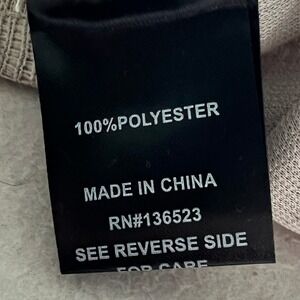 100%POLYESTER
MADE IN CHINA
RN#136523
SEE REVERSE SIDE
FOR CARE